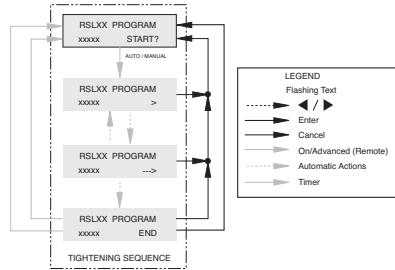 RSLXX PROGRAM
xxxxx START?
AUTO / MANUAL
RSLXX PROGRAM
xxxxx >
RSLXX PROGRAM
xxxxx --->
RSLXX PROGRAM
xxxxx END
TIGHTENING SEQUENCE
LEGEND
Flashing Text
◀ / ▶
Enter
Cancel
On/Advanced (Remote)
Automatic Actions
Timer